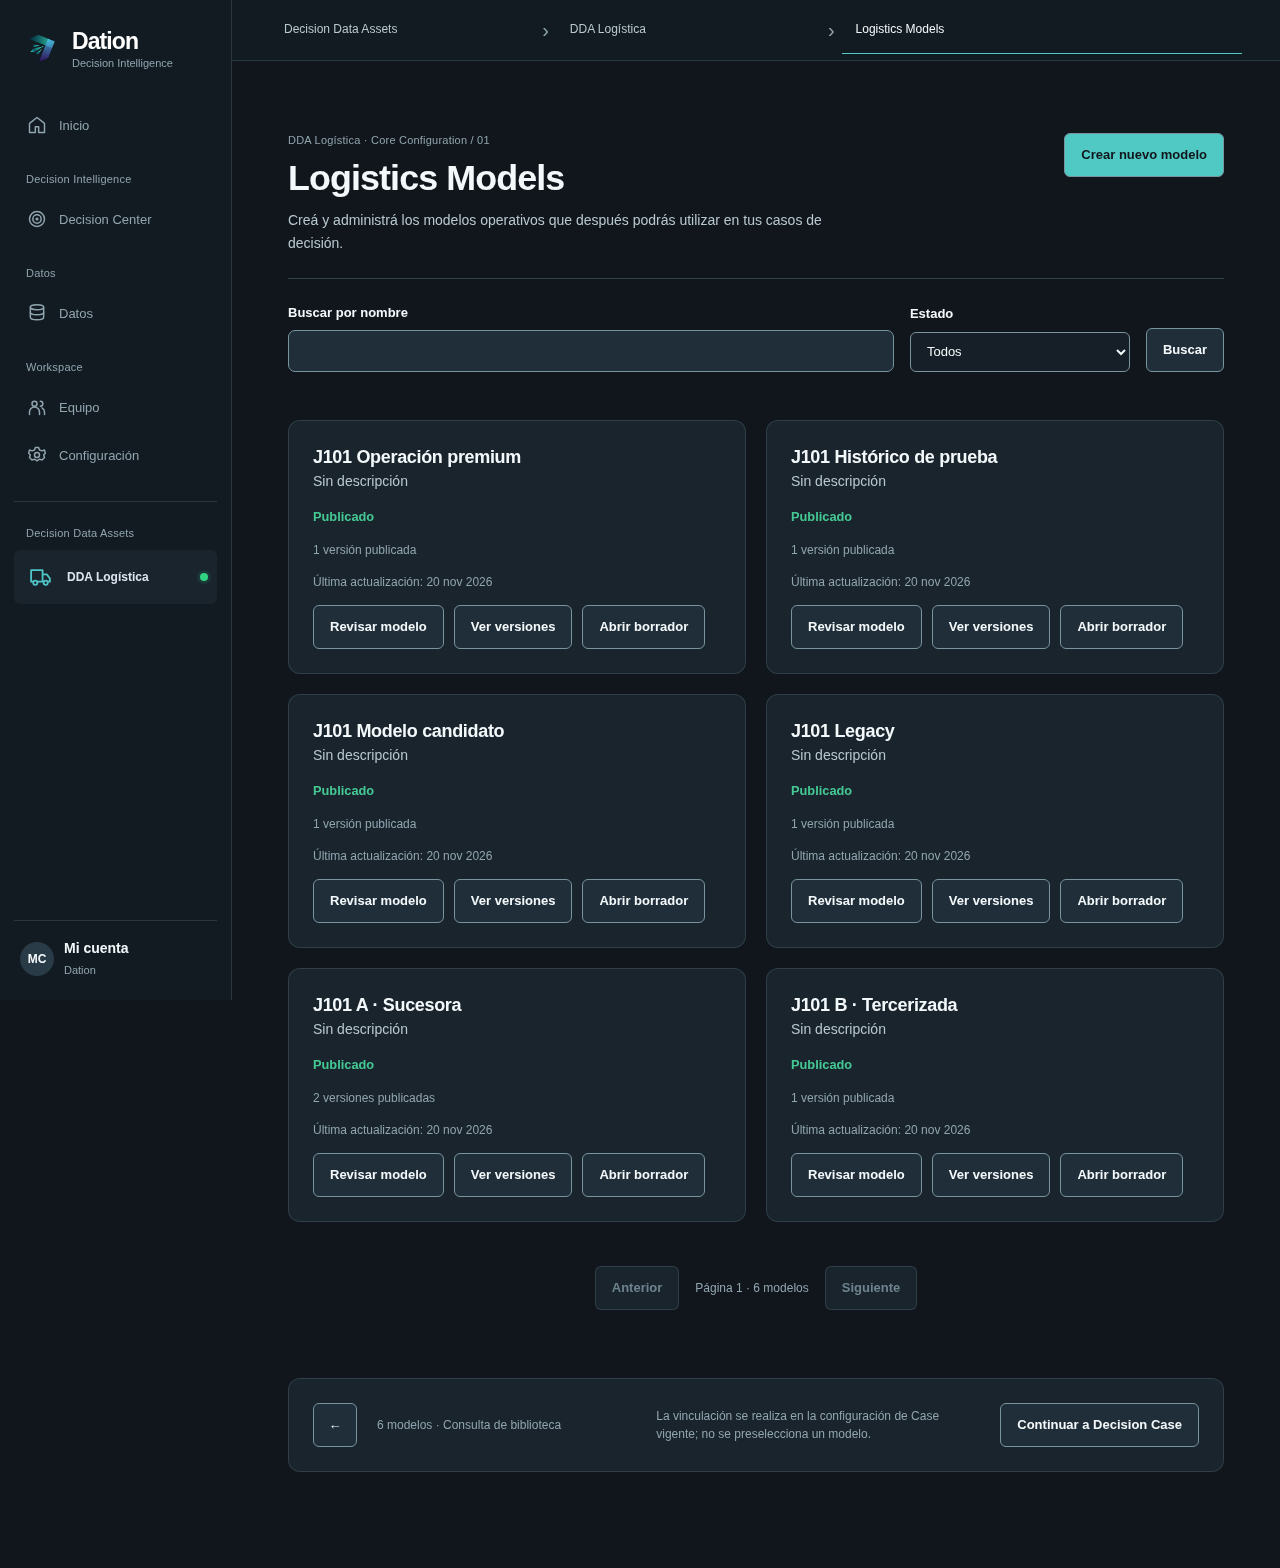 Dation
Decision Intelligence
Inicio
Decision Intelligence
Decision Center
Datos
Datos
Workspace
Equipo
Configuración
Decision Data Assets
DDA Logística
MC
Mi cuenta
Dation
Decision Data Assets › DDA Logística › Logistics Models
DDA Logística · Core Configuration / 01
Logistics Models
Creá y administrá los modelos operativos que después podrás utilizar en tus casos de
decisión.
Crear nuevo modelo
Buscar por nombre
Estado
Todos
Buscar
J101 Operación premium
Sin descripción
Publicado
1 versión publicada
Última actualización: 20 nov 2026
Revisar modelo Ver versiones Abrir borrador
J101 Histórico de prueba
Sin descripción
Publicado
1 versión publicada
Última actualización: 20 nov 2026
Revisar modelo Ver versiones Abrir borrador
J101 Modelo candidato
Sin descripción
Publicado
1 versión publicada
Última actualización: 20 nov 2026
Revisar modelo Ver versiones Abrir borrador
J101 Legacy
Sin descripción
Publicado
1 versión publicada
Última actualización: 20 nov 2026
Revisar modelo Ver versiones Abrir borrador
J101 A · Sucesora
Sin descripción
Publicado
2 versiones publicadas
Última actualización: 20 nov 2026
Revisar modelo Ver versiones Abrir borrador
J101 B · Tercerizada
Sin descripción
Publicado
1 versión publicada
Última actualización: 20 nov 2026
Revisar modelo Ver versiones Abrir borrador
Anterior Página 1 · 6 modelos Siguiente
← 6 modelos · Consulta de biblioteca
La vinculación se realiza en la configuración de Case
vigente; no se preselecciona un modelo.
Continuar a Decision Case